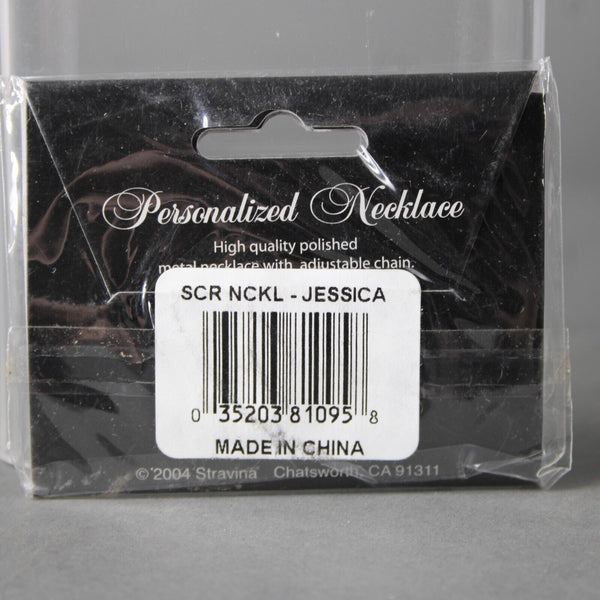 Personalized Necklace
High quality polished
metal necklace with adjustable chain.
SCR NCKL - JESSICA
0 35203 81095 8
MADE IN CHINA
© 2004 Stravina Chatsworth, CA 91311